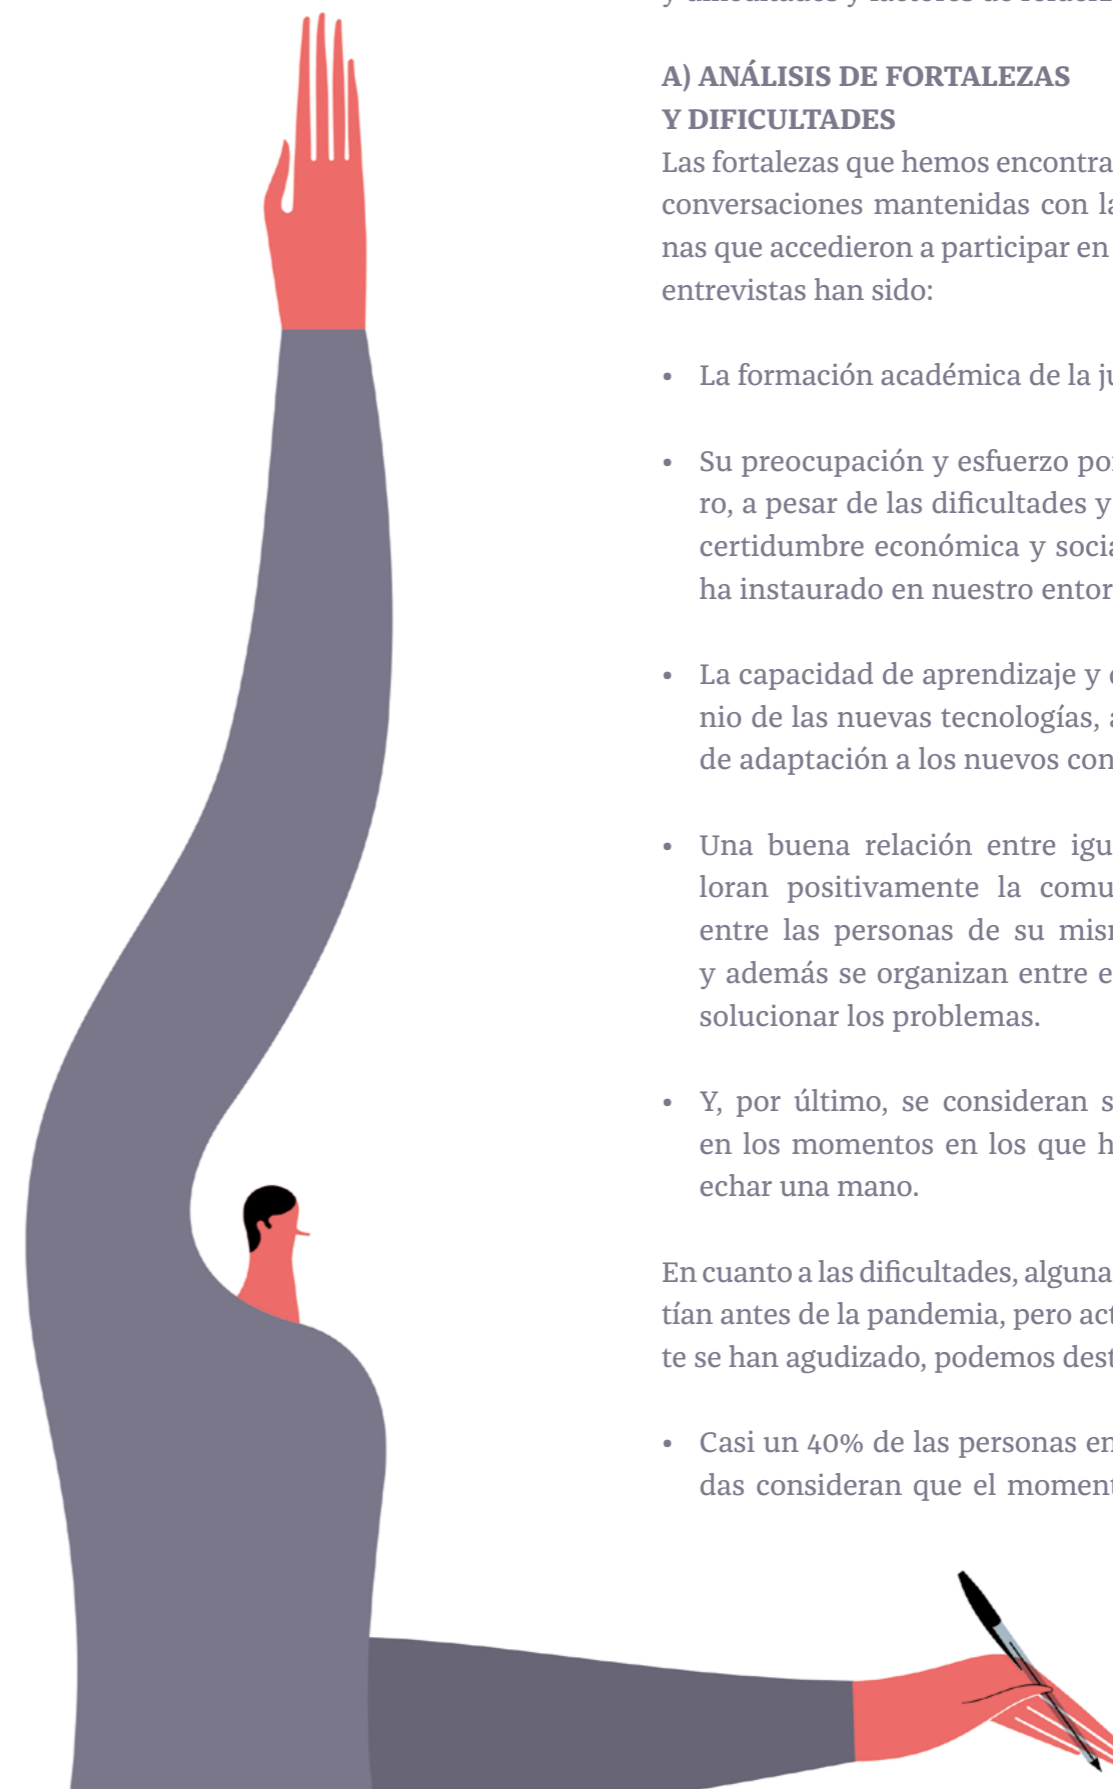 A) ANÁLISIS DE FORTALEZAS
Y DIFICULTADES
Las fortalezas que hemos encontra
conversaciones mantenidas con la
nas que accedieron a participar en
entrevistas han sido:
• La formación académica de la ju
• Su preocupación y esfuerzo por
ro, a pesar de las dificultades y
certidumbre económica y socia
ha instaurado en nuestro entor
• La capacidad de aprendizaje y
nio de las nuevas tecnologías, a
de adaptación a los nuevos con
• Una buena relación entre igu
loran positivamente la comu
entre las personas de su mism
y además se organizan entre e
solucionar los problemas.
• Y, por último, se consideran s
en los momentos en los que h
echar una mano.
En cuanto a las dificultades, alguna
tían antes de la pandemia, pero act
te se han agudizado, podemos dest
• Casi un 40% de las personas en
das consideran que el moment